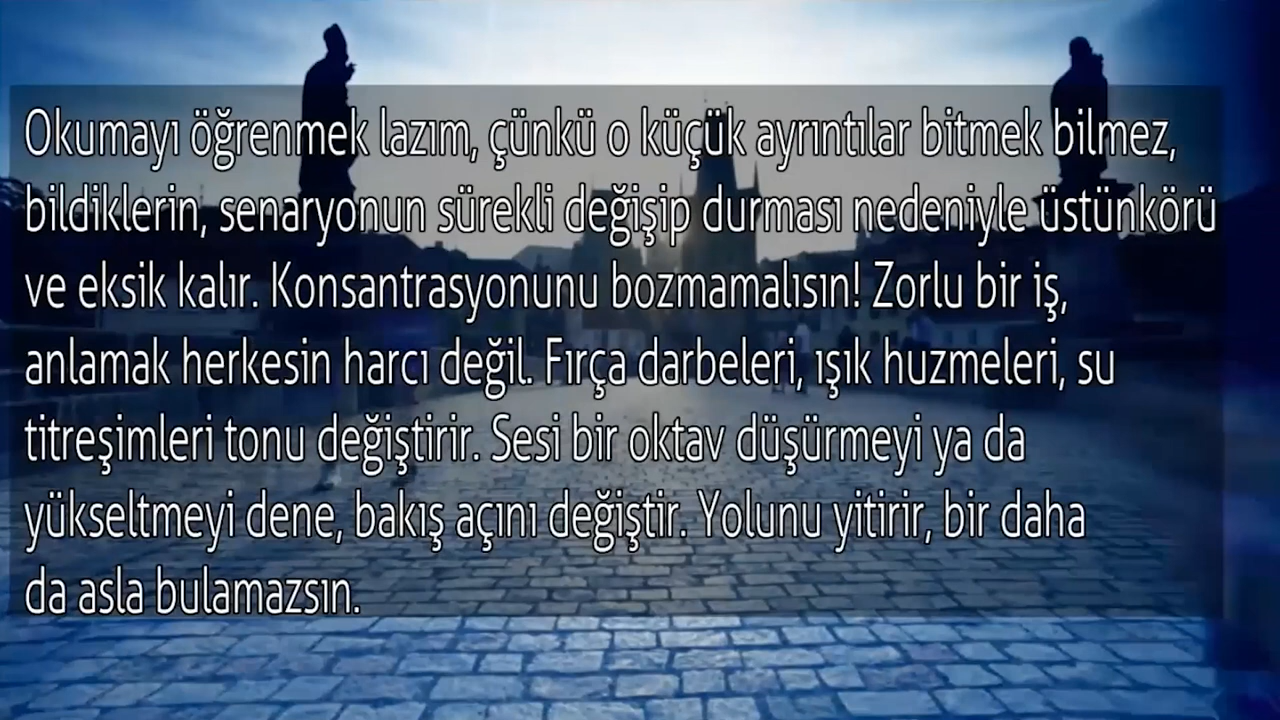 Okumayı öğrenmek lazım, çünkü o küçük ayrıntılar bitmek bilmez,
bildiklerin, senaryonun sürekli değişip durması nedeniyle üstünkörü
ve eksik kalır. Konsantrasyonunu bozmamalısın! Zorlu bir iş,
anlamak herkesin harcı değil. Fırça darbeleri, ışık huzmeleri, su
titreşimleri tonu değiştirir. Sesi bir oktav düşürmeyi ya da
yükseltmeyi dene, bakış açını değiştir. Yolunu yitirir, bir daha
da asla bulamazsın.